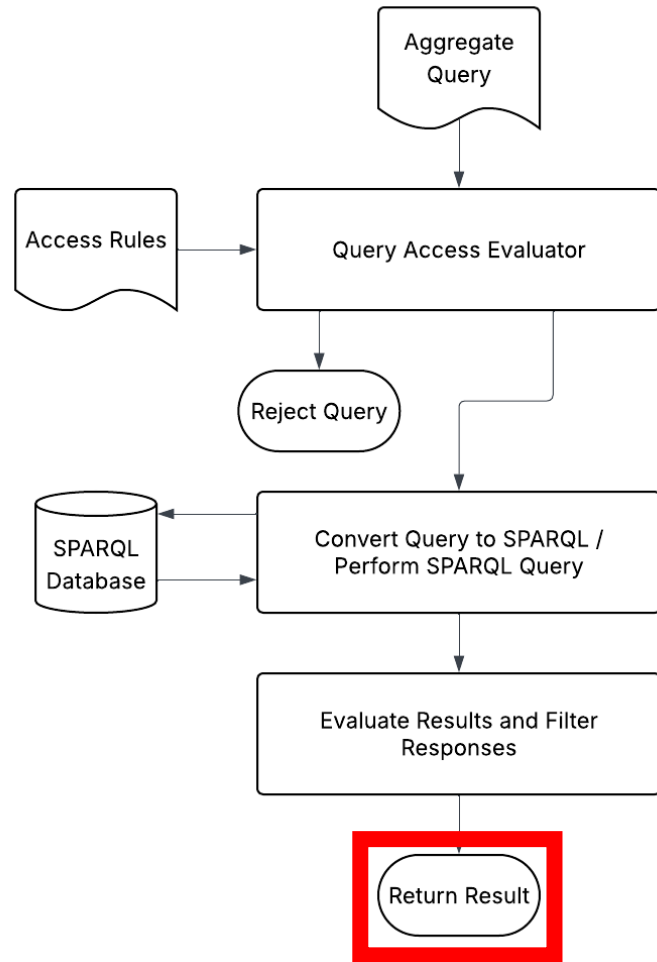 Aggregate
Query
Access Rules
Query Access Evaluator
Reject Query
SPARQL
Database
Convert Query to SPARQL /
Perform SPARQL Query
Evaluate Results and Filter
Responses
Return Result